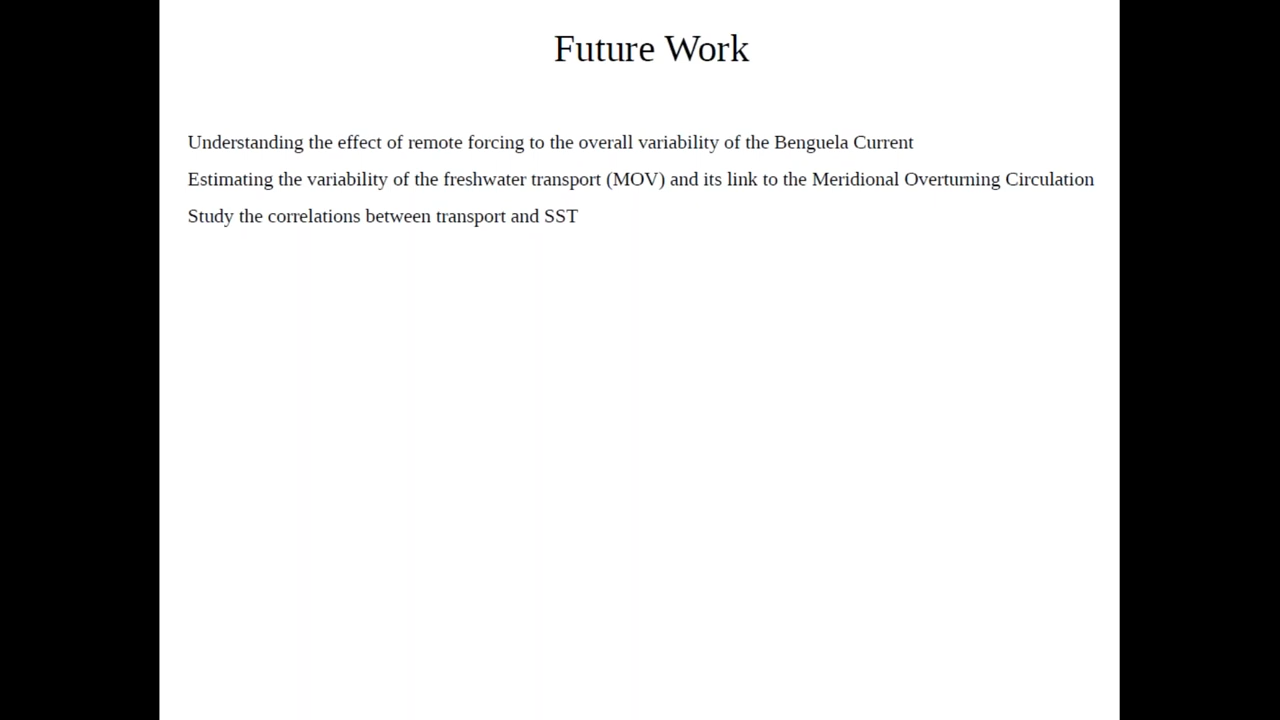 Future Work
Understanding the effect of remote forcing to the overall variability of the Benguela Current
Estimating the variability of the freshwater transport (MOV) and its link to the Meridional Overturning Circulation
Study the correlations between transport and SST